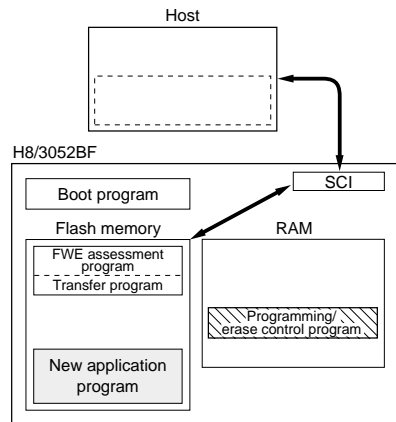 Host
H8/3052BF
SCI
Boot program
Flash memory
RAM
FWE assessment
program
Transfer program
Programming/
erase control program
New application
program